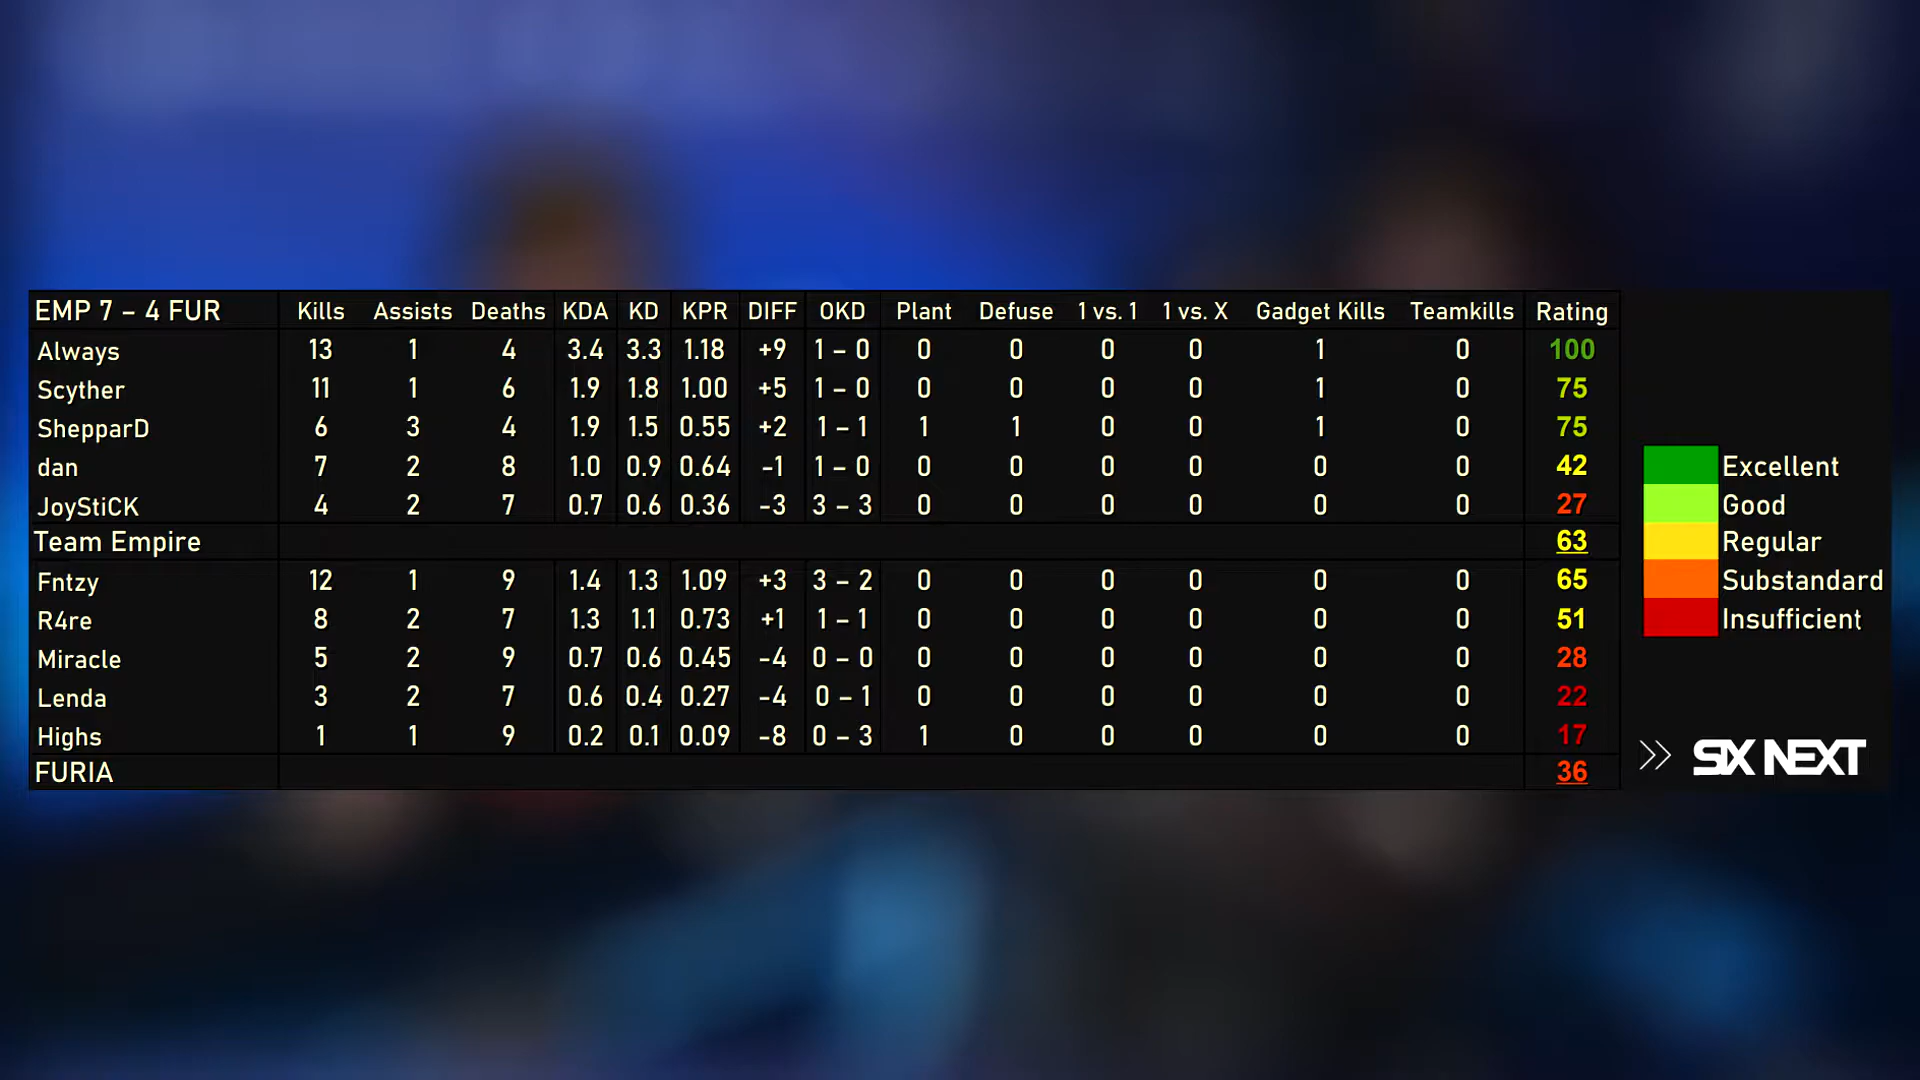 EMP 7 – 4 FUR Kills Assists Deaths KDA KD KPR DIFF OKD Plant Defuse 1 vs. 1 1 vs. X Gadget Kills Teamkills Rating
Always 13 1 4 3.4 3.3 1.18 +9 1 – 0 0 0 0 0 1 0 100
Scyther 11 1 6 1.9 1.8 1.00 +5 1 – 0 0 0 0 0 1 0 75
ShepparD 6 3 4 1.9 1.5 0.55 +2 1 – 1 1 1 0 0 1 0 75
dan 7 2 8 1.0 0.9 0.64 -1 1 – 0 0 0 0 0 0 0 42
JoyStiCK 4 2 7 0.7 0.6 0.36 -3 3 – 3 0 0 0 0 0 0 27
Team Empire 63
Fntzy 12 1 9 1.4 1.3 1.09 +3 3 – 2 0 0 0 0 0 0 65
R4re 8 2 7 1.3 1.1 0.73 +1 1 – 1 0 0 0 0 0 0 51
Miracle 5 2 9 0.7 0.6 0.45 -4 0 – 0 0 0 0 0 0 0 28
Lenda 3 2 7 0.6 0.4 0.27 -4 0 – 1 0 0 0 0 0 0 22
Highs 1 1 9 0.2 0.1 0.09 -8 0 – 3 1 0 0 0 0 0 17
FURIA 36
Excellent
Good
Regular
Substandard
Insufficient
SIX NEXT